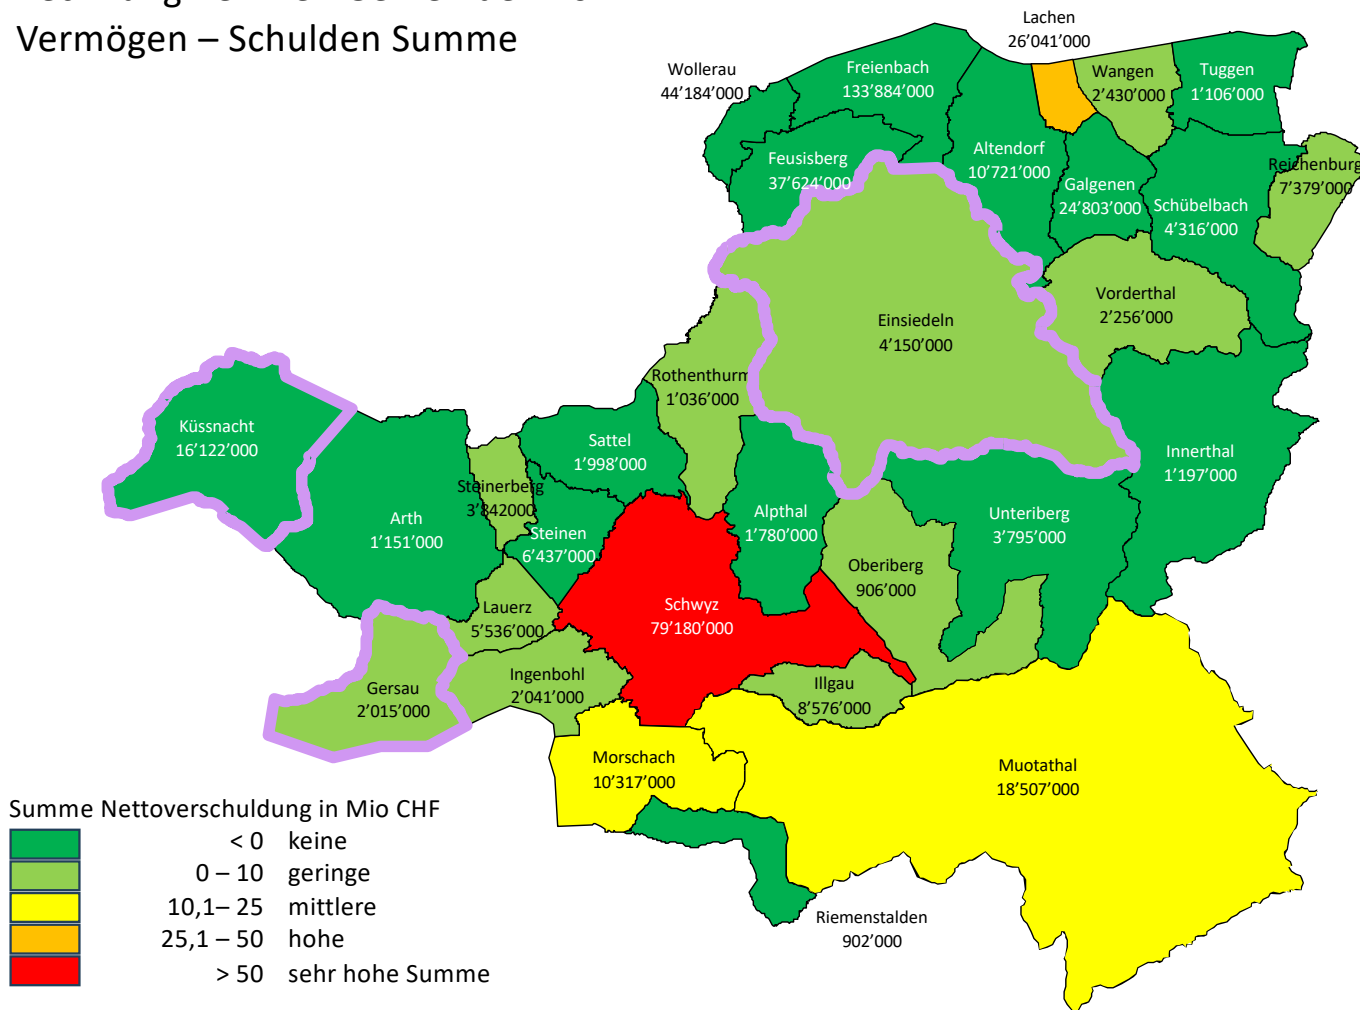 Vermögen – Schulden Summe
Lachen
26’041’000
Wollerau
44’184’000
Freienbach
133’884’000
Wangen
2’430’000
Tuggen
1’106’000
Feusisberg
37’624’000
Altendorf
10’721’000
Galgenen
24’803’000
Schübelbach
4’316’000
Reichenburg
7’379’000
Einsiedeln
4’150’000
Vorderthal
2’256’000
Rothenthurm
1’036’000
Küssnacht
16’122’000
Sattel
1’998’000
Innerthal
1’197’000
Steinerberg
3’842000
Arth
1’151’000
Steinen
6’437’000
Alpthal
1’780’000
Unteriberg
3’795’000
Oberiberg
906’000
Lauerz
5’536’000
Schwyz
79’180’000
Ingenbohl
2’041’000
Gersau
2’015’000
Illgau
8’576’000
Morschach
10’317’000
Muotathal
18’507’000
Riemenstalden
902’000
Summe Nettoverschuldung in Mio CHF
< 0 keine
0 – 10 geringe
10,1– 25 mittlere
25,1 – 50 hohe
> 50 sehr hohe Summe